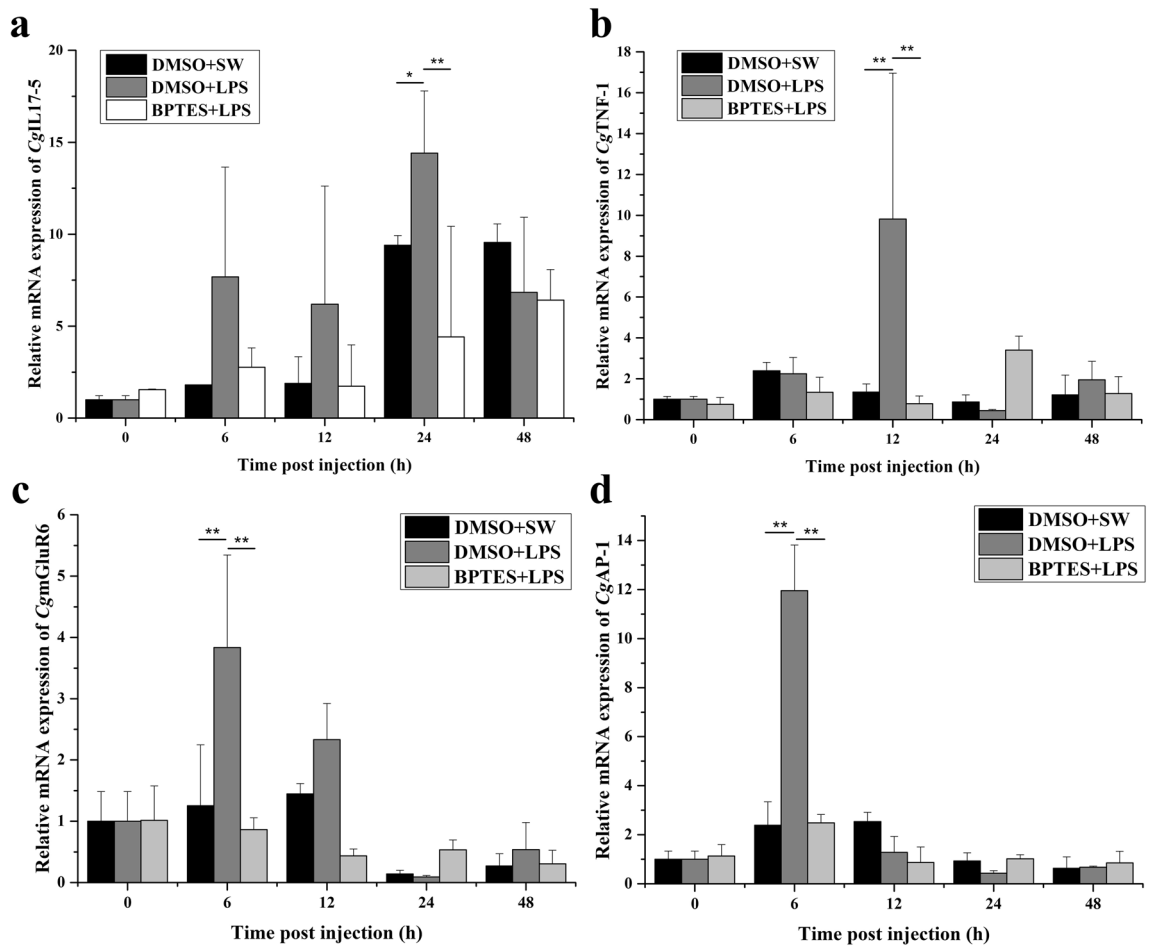 a
DMSO+SW
DMSO+LPS
BPTES+LPS
* **
20
15
10
5
0
Relative mRNA expression of CgIL17-5
0 6 12 24 48
Time post injection (h)
b
DMSO+SW
DMSO+LPS
BPTES+LPS
** **
18
16
14
12
10
8
6
4
2
0
Relative mRNA expression of CgTNF-1
0 6 12 24 48
Time post injection (h)
c
DMSO+SW
DMSO+LPS
BPTES+LPS
** **
6
5
4
3
2
1
0
Relative mRNA expression of CgmGluR6
0 6 12 24 48
Time post injection (h)
d
DMSO+SW
DMSO+LPS
BPTES+LPS
** **
14
12
10
8
6
4
2
0
Relative mRNA expression of CgAP-1
0 6 12 24 48
Time post injection (h)